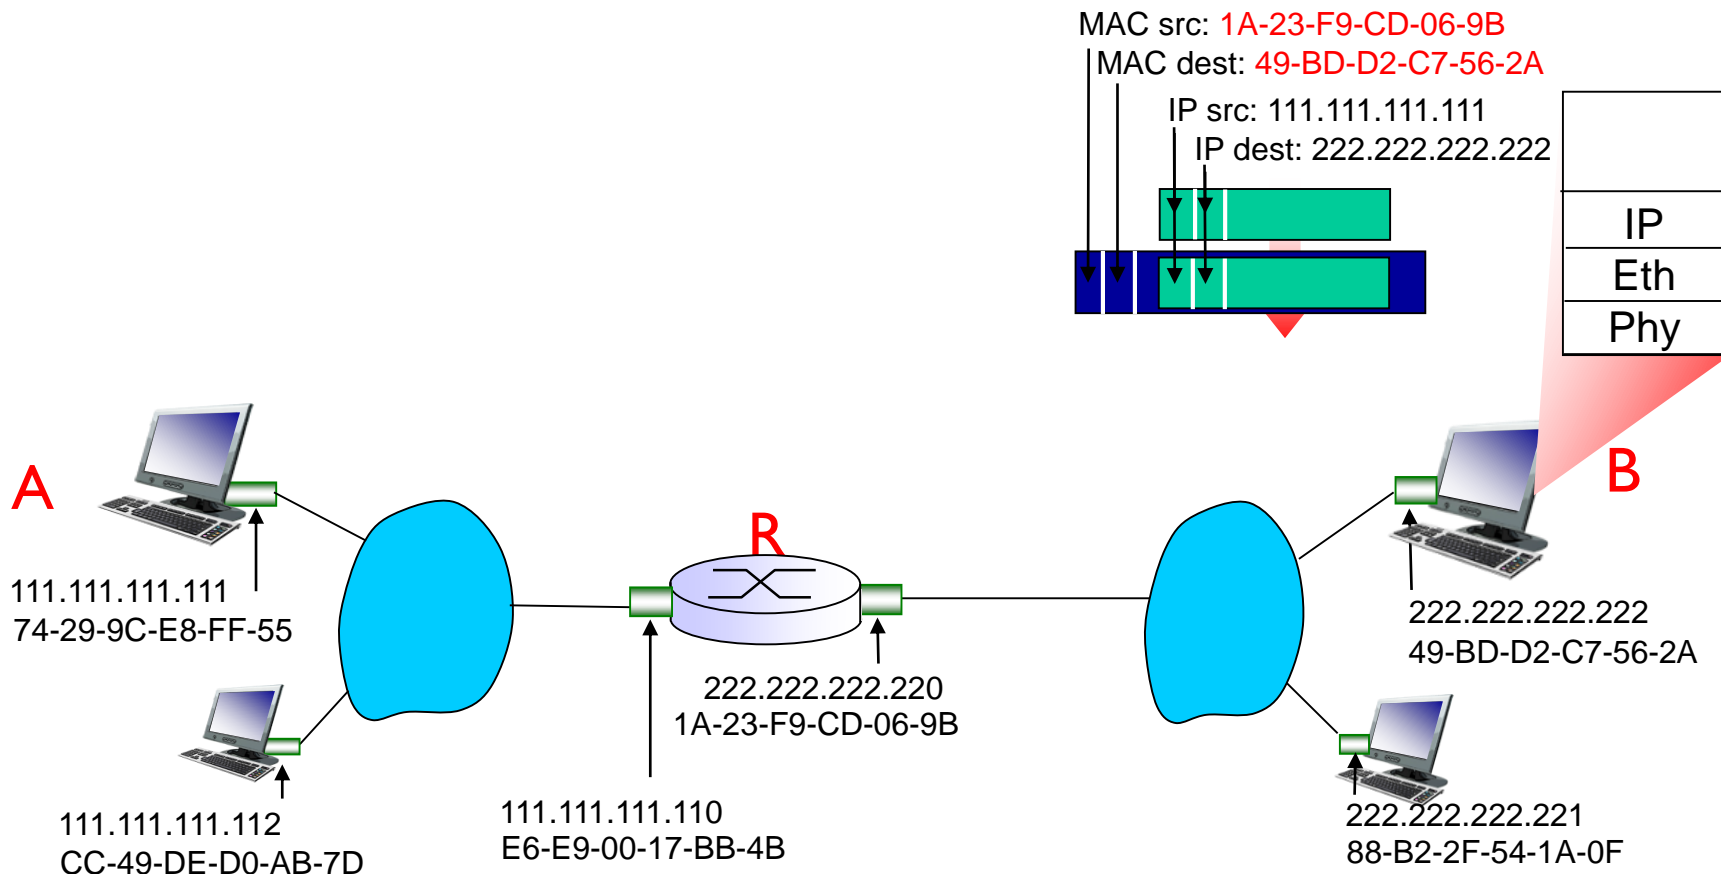 MAC src: 1A-23-F9-CD-06-9B
MAC dest: 49-BD-D2-C7-56-2A
IP src: 111.111.111.111
IP dest: 222.222.222.222
IP
Eth
Phy
A
R
B
111.111.111.111
74-29-9C-E8-FF-55
222.222.222.222
49-BD-D2-C7-56-2A
222.222.222.220
1A-23-F9-CD-06-9B
111.111.111.112
CC-49-DE-D0-AB-7D
111.111.111.110
E6-E9-00-17-BB-4B
222.222.222.221
88-B2-2F-54-1A-0F